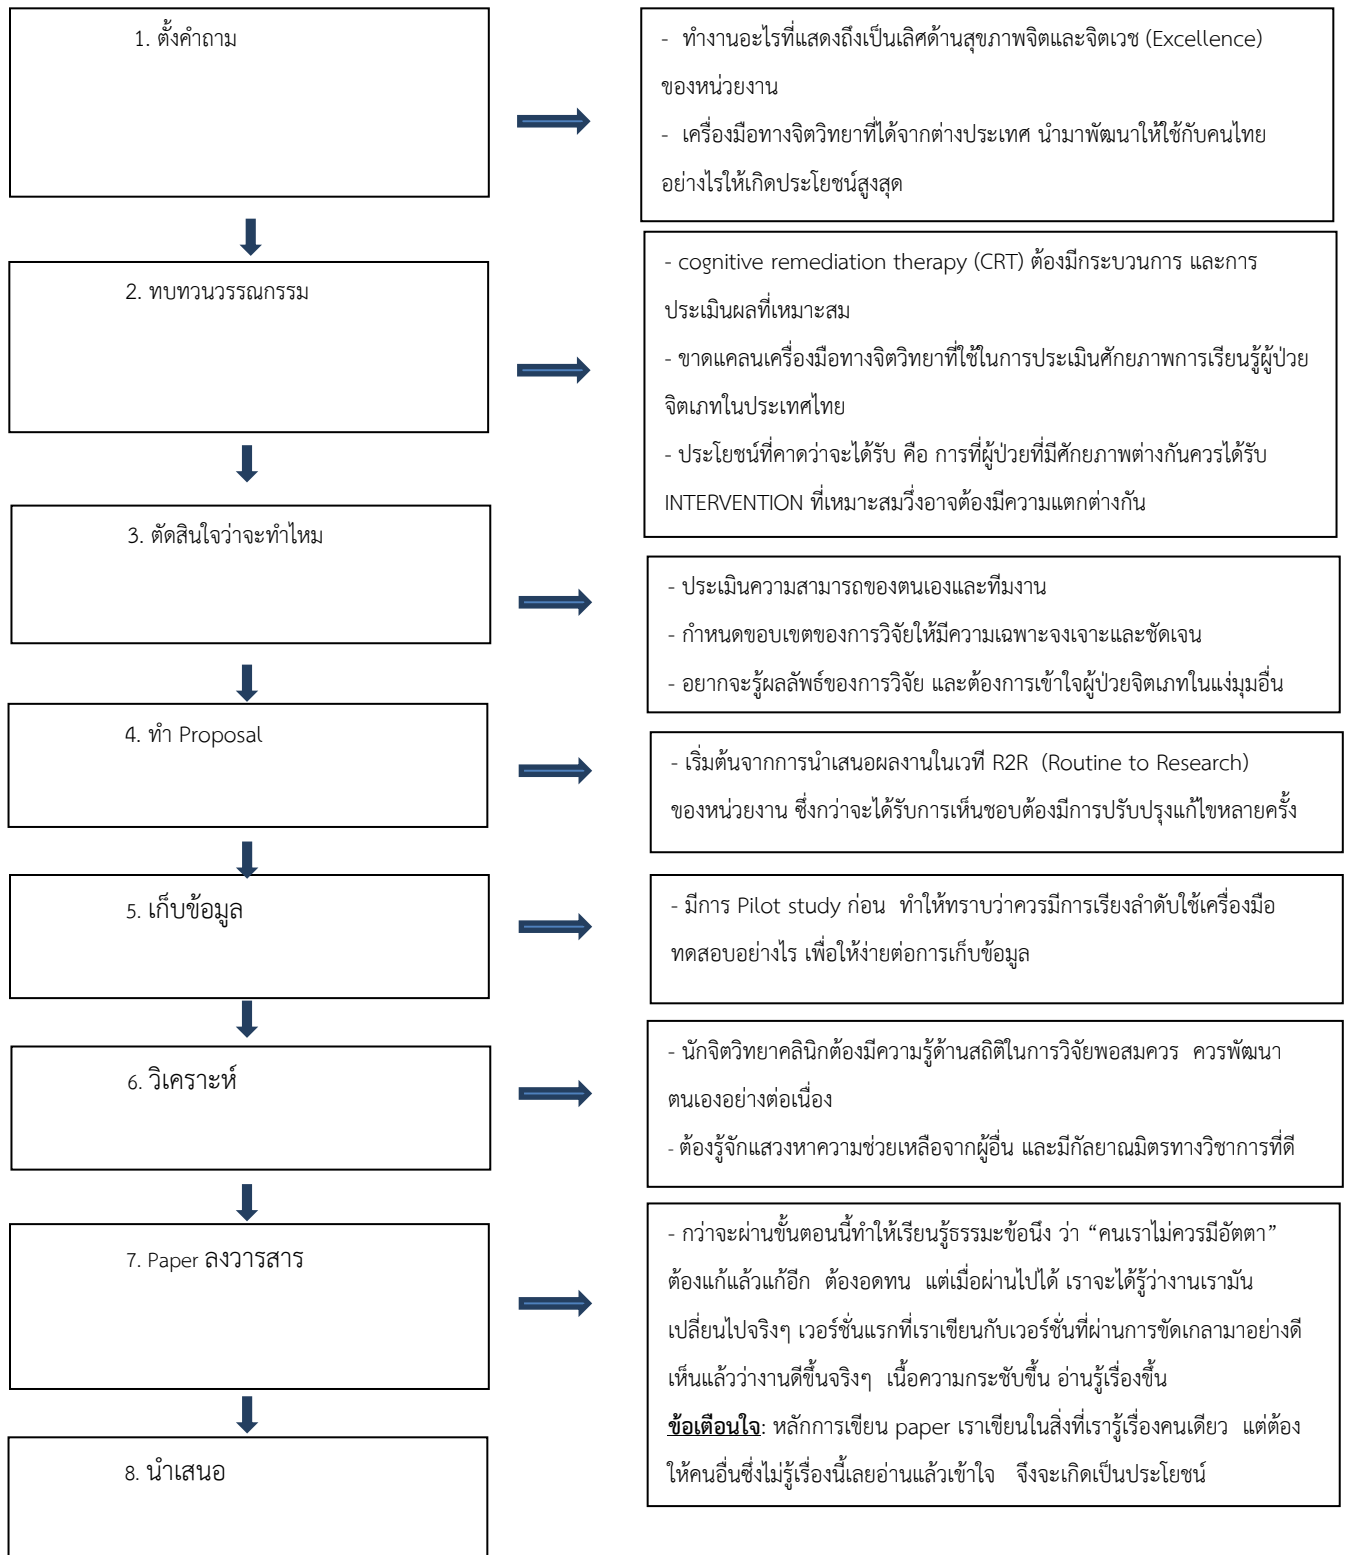 1. ตั้งคำถาม
- ทำงานอะไรที่แสดงถึงเป็นเลิศด้านสุขภาพจิตและจิตเวช (Excellence)
ของหน่วยงาน
- เครื่องมือทางจิตวิทยาที่ได้จากต่างประเทศ นำมาพัฒนาให้ใช้กับคนไทย
อย่างไรให้เกิดประโยชน์สูงสุด
2. ทบทวนวรรณกรรม
- cognitive remediation therapy (CRT) ต้องมีกระบวนการ และการ
ประเมินผลที่เหมาะสม
- ขาดแคลนเครื่องมือทางจิตวิทยาที่ใช้ในการประเมินศักยภาพการเรียนรู้ผู้ป่วย
จิตเภทในประเทศไทย
- ประโยชน์ที่คาดว่าจะได้รับ คือ การที่ผู้ป่วยที่มีศักยภาพต่างกันควรได้รับ
INTERVENTION ที่เหมาะสมวึ่งอาจต้องมีความแตกต่างกัน
3. ตัดสินใจว่าจะทำไหม
- ประเมินความสามารถของตนเองและทีมงาน
- กำหนดขอบเขตของการวิจัยให้มีความเฉพาะจงเจาะและชัดเจน
- อยากจะรู้ผลลัพธ์ของการวิจัย และต้องการเข้าใจผู้ป่วยจิตเภทในแง่มุมอื่น
4. ทำ Proposal
- เริ่มต้นจากการนำเสนอผลงานในเวที R2R (Routine to Research)
ของหน่วยงาน ซึ่งกว่าจะได้รับการเห็นชอบต้องมีการปรับปรุงแก้ไขหลายครั้ง
5. เก็บข้อมูล
- มีการ Pilot study ก่อน ทำให้ทราบว่าควรมีการเรียงลำดับใช้เครื่องมือ
ทดสอบอย่างไร เพื่อให้ง่ายต่อการเก็บข้อมูล
6. วิเคราะห์
- นักจิตวิทยาคลินิกต้องมีความรู้ด้านสถิติในการวิจัยพอสมควร ควรพัฒนา
ตนเองอย่างต่อเนื่อง
- ต้องรู้จักแสวงหาความช่วยเหลือจากผู้อื่น และมีกัลยาณมิตรทางวิชาการที่ดี
7. Paper ลงวารสาร
- กว่าจะผ่านขั้นตอนนี้ทำให้เรียนรู้ธรรมะข้อนึง ว่า “คนเราไม่ควรมีอัตตา”
ต้องแก้แล้วแก้อีก ต้องอดทน แต่เมื่อผ่านไปได้ เราจะได้รู้ว่างานเรามัน
เปลี่ยนไปจริงๆ เวอร์ชั่นแรกที่เราเขียนกับเวอร์ชั่นที่ผ่านการขัดเกลามาอย่างดี
เห็นแล้วว่างานดีขึ้นจริงๆ เนื้อความกระชับขึ้น อ่านรู้เรื่องขึ้น
ข้อเตือนใจ: หลักการเขียน paper เราเขียนในสิ่งที่เรารู้เรื่องคนเดียว แต่ต้อง
ให้คนอื่นซึ่งไม่รู้เรื่องนี้เลยอ่านแล้วเข้าใจ จึงจะเกิดเป็นประโยชน์
8. นำเสนอ